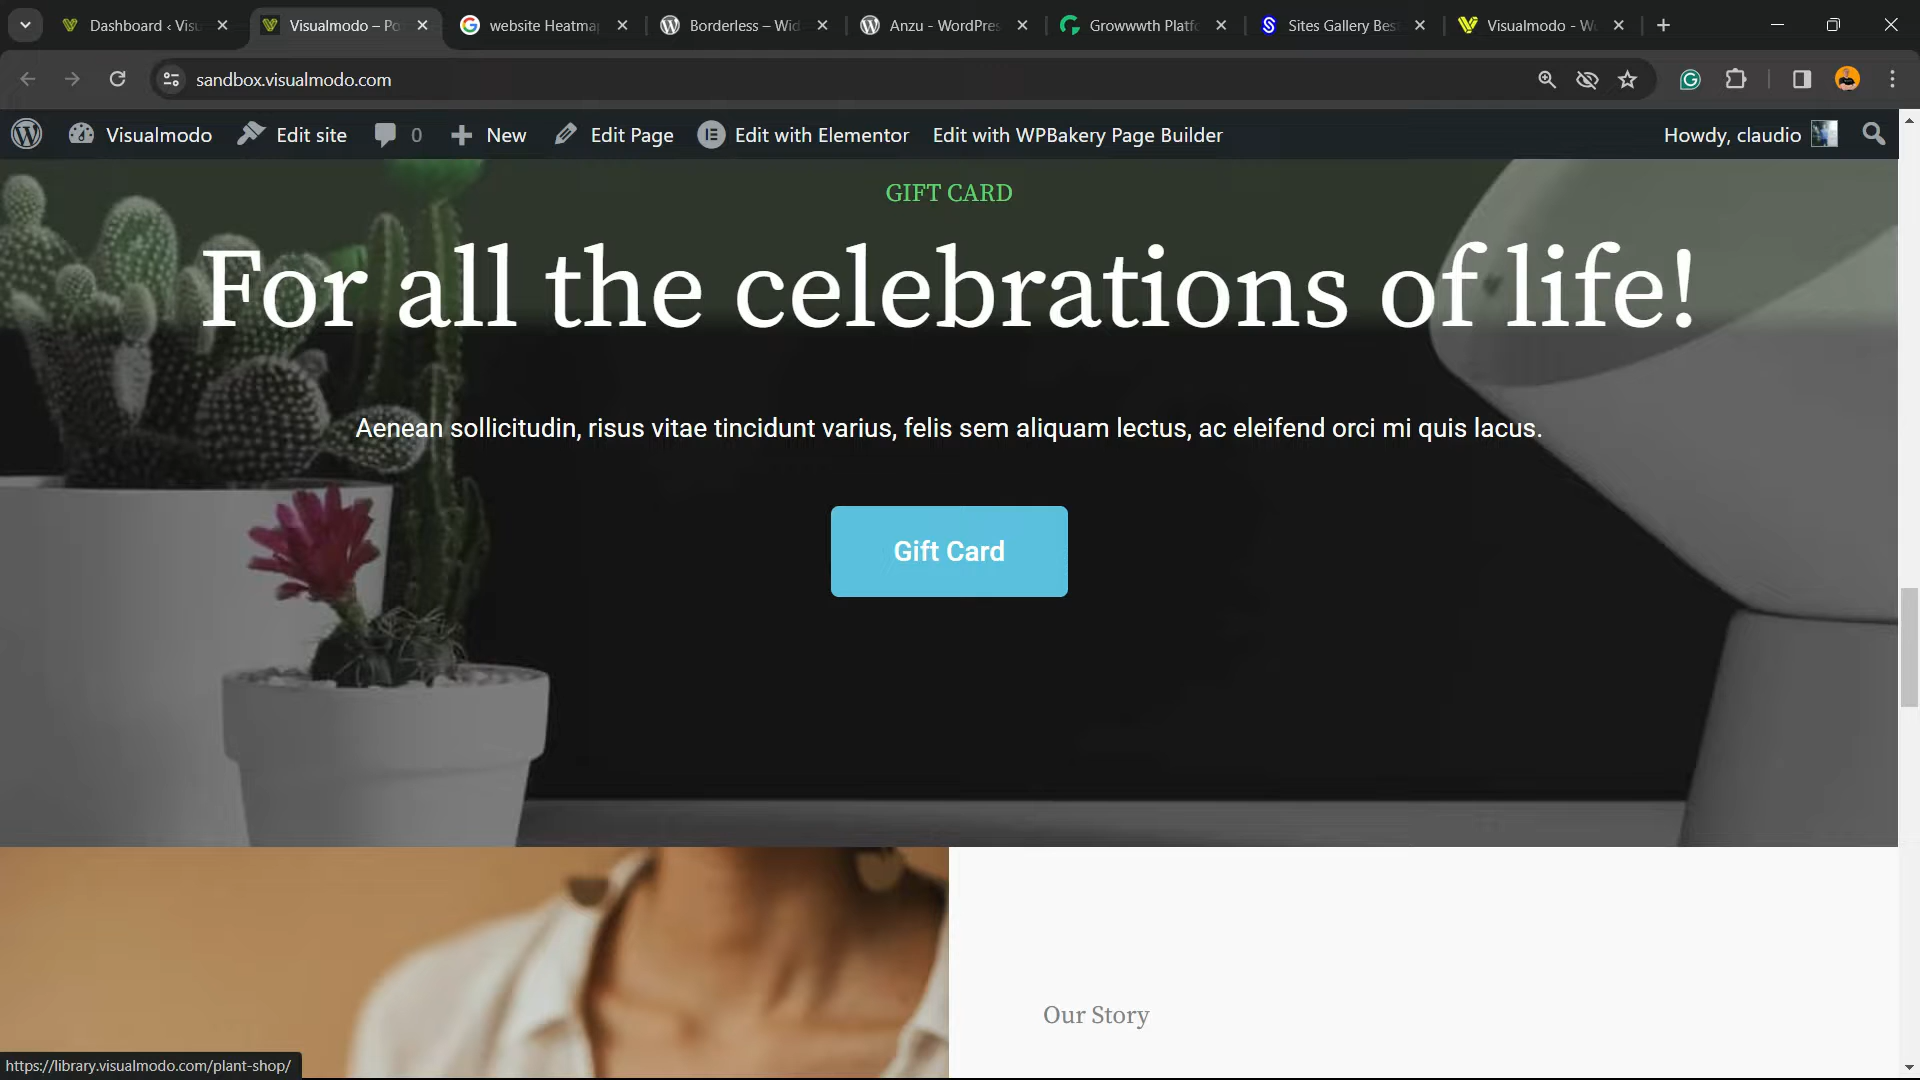 Dashboard ‹ Visu
Visualmodo – Po
website Heatma
Borderless – Wid
Anzu - WordPres
Growwwth Platfo
Sites Gallery Bes
Visualmodo - W
sandbox.visualmodo.com
Visualmodo
Edit site
0
New
Edit Page
Edit with Elementor
Edit with WPBakery Page Builder
Howdy, claudio
GIFT CARD
For all the celebrations of life!
Aenean sollicitudin, risus vitae tincidunt varius, felis sem aliquam lectus, ac eleifend orci mi quis lacus.
Gift Card
Our Story
https://library.visualmodo.com/plant-shop/